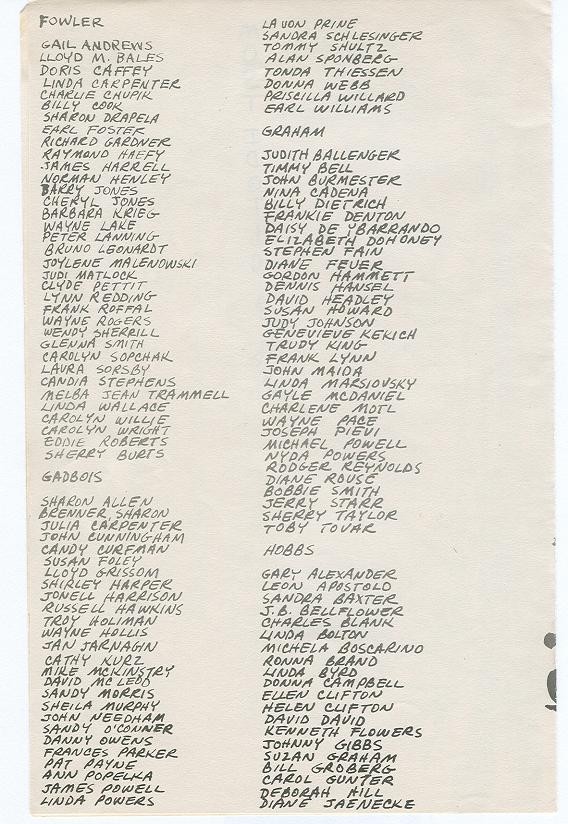 FOWLER
GAIL ANDREWS
LLOYD M. BALES
DORIS CAFFEY
LINDA CARPENTER
CHARLIE CHUPIK
BILLY COOK
SHARON DRAPELA
EARL FOSTER
RICHARD GARDNER
RAYMOND HAEFY
JAMES HARRELL
NORMAN HENLEY
BARRY JONES
CHERYL JONES
BARBARA KRIEG
WAYNE LAKE
PETER LANNING
BRUNO LEONARDT
JOYLENE MALENOWSKI
JUDI MATLOCK
CLYDE PETTIT
LYNN REDDING
FRANK ROFFAL
WAYNE ROGERS
WENDY SHERRILL
GLENNA SMITH
CAROLYN SOPCHAK
LAURA SORSBY
CANDIA STEPHENS
MELBA JEAN TRAMMELL
LINDA WALLACE
CAROLYN WILLIE
CAROLYN WRIGHT
EDDIE ROBERTS
SHERRY BURTS
GADBOIS
SHARON ALLEN
BRENNER, SHARON
JULIA CARPENTER
JOHN CUNNINGHAM
CANDY CURFMAN
SUSAN FOLEY
LLOYD GRISSOM
SHIRLEY HARPER
JONELL HARRISON
RUSSELL HAWKINS
TROY HOLIMAN
WAYNE HOLLIS
JAN JARNAGIN
CATHY KURZ
MIKE MCKINSTRY
DAVID MCLEOD
SANDY MORRIS
SHEILA MURPHY
JOHN NEEDHAM
SANDY O'CONNER
DANNY OWENS
FRANCES PARKER
PAT PAYNE
ANN POPELKA
JAMES POWELL
LINDA POWERS
LA VON PRINE
SANDRA SCHLESINGER
TOMMY SHULTZ
ALAN SPONBERG
TONDA THIESSEN
DONNA WEBB
PRISCILLA WILLARD
EARL WILLIAMS
GRAHAM
JUDITH BALLENGER
TIMMY BELL
JOHN BURMESTER
NINA CADENA
BILLY DIETRICH
FRANKIE DENTON
DAISY DE YBARRANDO
ELIZABETH DOHONEY
STEPHEN FAIN
DIANE FEUER
GORDON HAMMETT
DENNIS HANSEL
DAVID HEADLEY
SUSAN HOWARD
JUDY JOHNSON
GENEVIEVE KEKICH
TRUDY KING
FRANK LYNN
JOHN MAIDA
LINDA MARSIOVSKY
GAYLE MCDANIEL
CHARLENE MOTL
WAYNE PACE
JOSEPH PIEVI
MICHAEL POWELL
NYDA POWERS
RODGER REYNOLDS
DIANE ROUSE
BOBBIE SMITH
JERRY STARR
SHERRY TAYLOR
TOBY TOVAR
HOBBS
GARY ALEXANDER
LEON APOSTOLO
SANDRA BAXTER
J.B. BELLFLOWER
CHARLES BLANK
LINDA BOLTON
MICHELA BOSCARINO
RONNA BRAND
LINDA BYRD
DONNA CAMPBELL
ELLEN CLIFTON
HELEN CLIFTON
DAVID DAVID
KENNETH FLOWERS
JOHNNY GIBBS
SUZAN GRAHAM
BILL GROBERG
CAROL GUNTER
DEBORAH HILL
DIANE JAENECKE